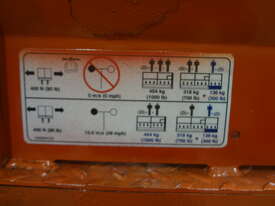 400 N (90 lb)
0 m/s (0 mph)
454 kg
(1000 lb)
318 kg + 136 kg
(700 lb) (300 lb)
400 N (90 lb)
12.5 m/s (28 mph)
454 kg
(1000 lb)
318 kg + 136 kg
(700 lb) (300 lb)